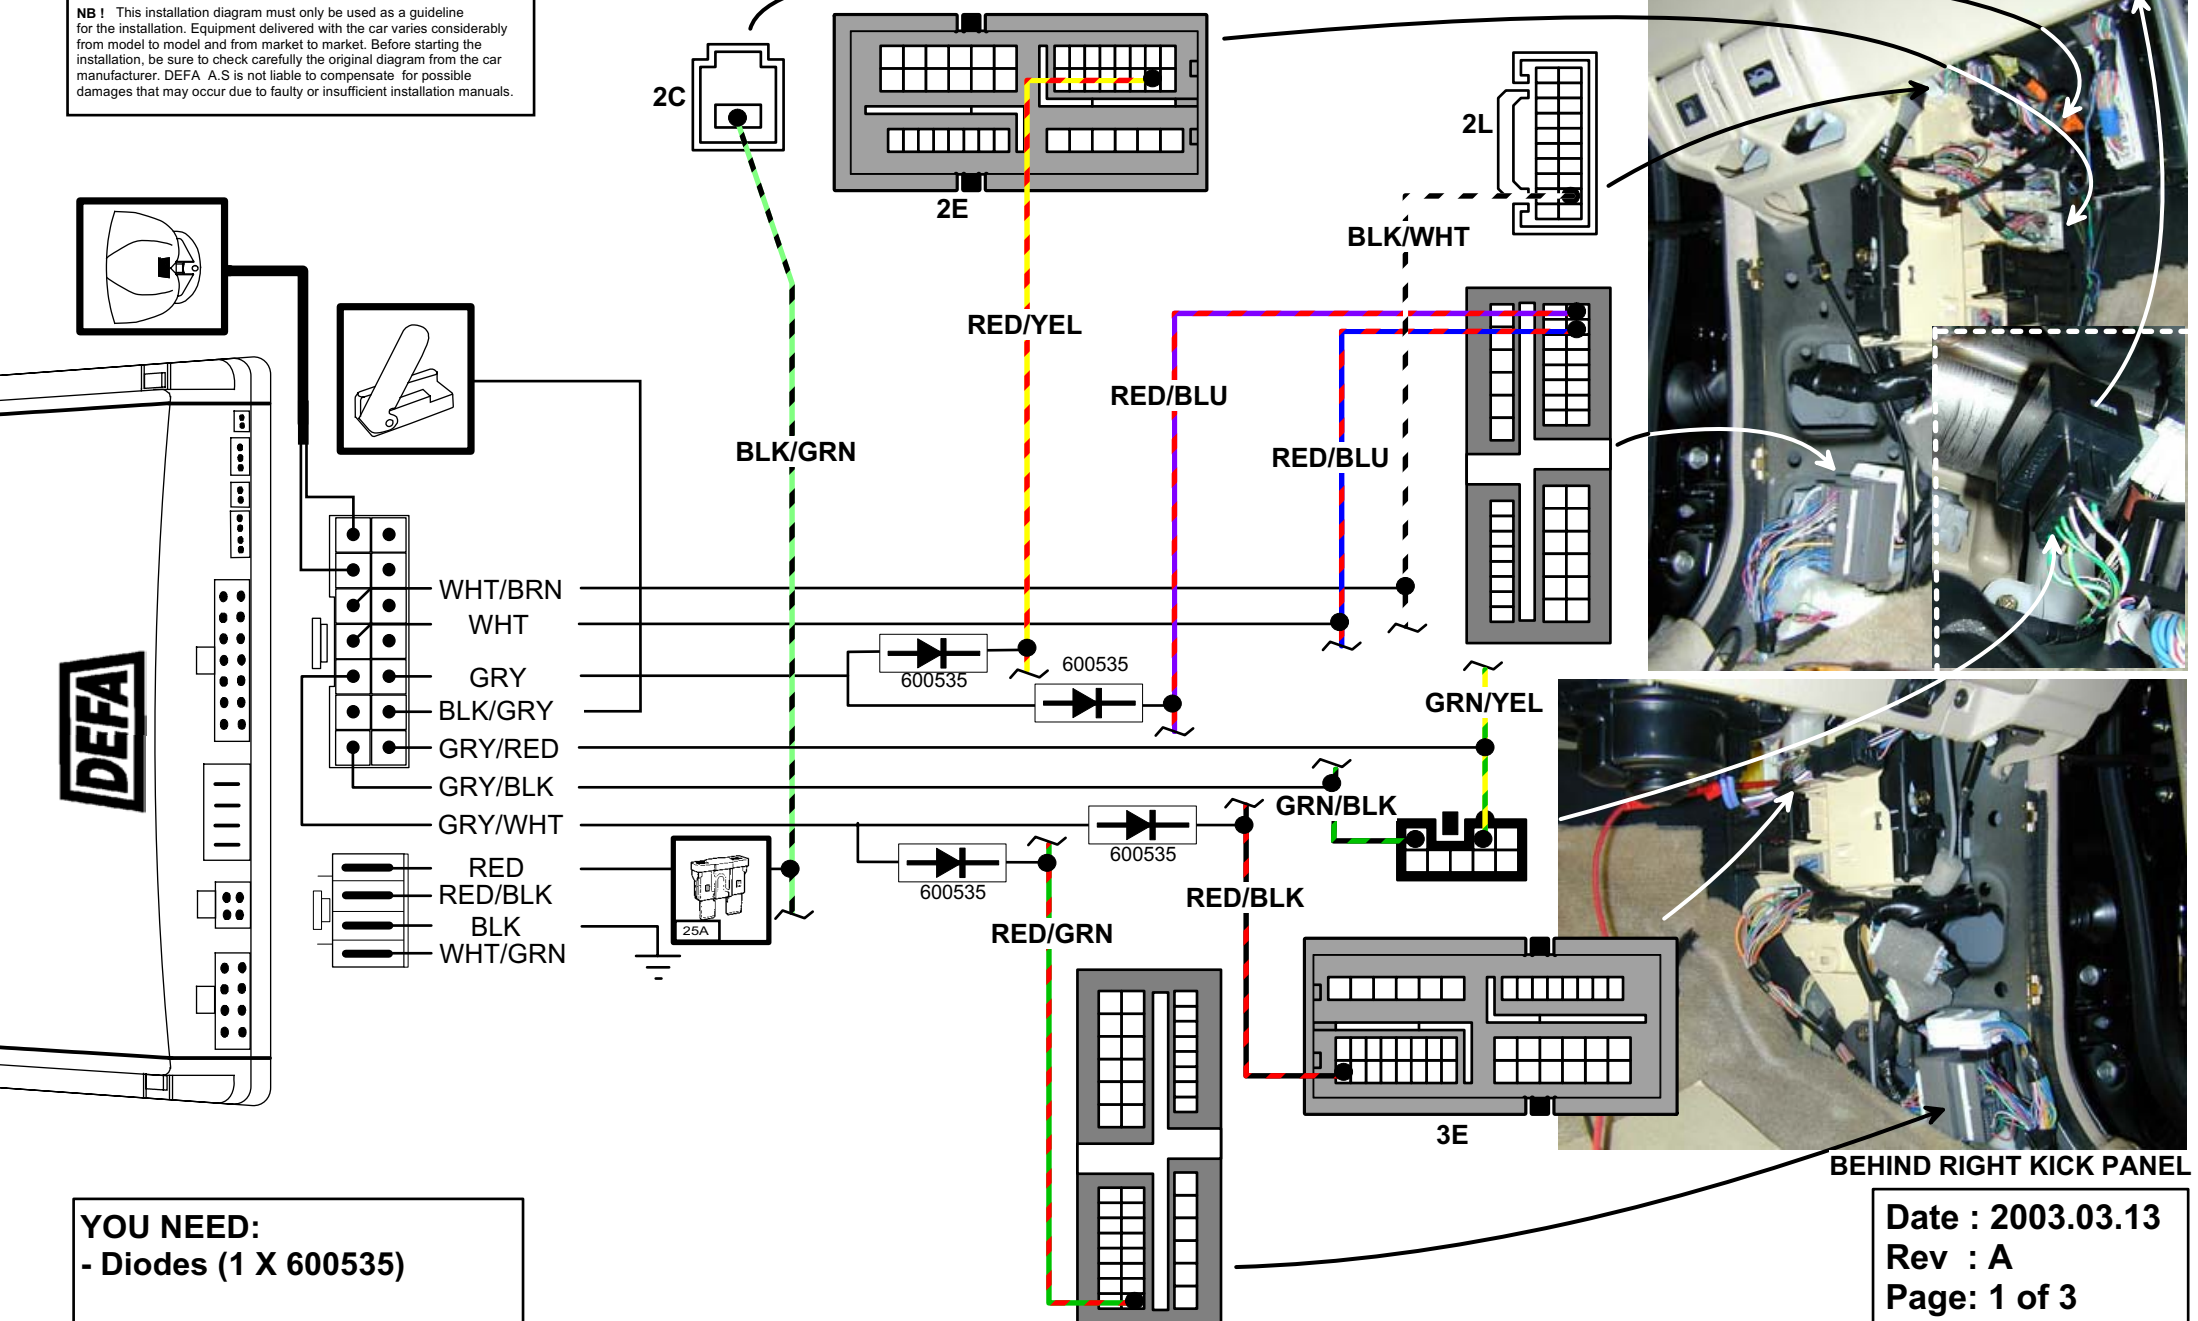 NB ! This installation diagram must only be used as a guideline
for the installation. Equipment delivered with the car varies considerably
from model to model and from market to market. Before starting the
installation, be sure to check carefully the original diagram from the car
manufacturer. DEFA A.S is not liable to compensate for possible
damages that may occur due to faulty or insufficient installation manuals.
2C
2E
2L
BLK/WHT
RED/YEL
RED/BLU
BLK/GRN
RED/BLU
WHT/BRN
WHT
GRY
BLK/GRY
GRY/RED
GRY/BLK
GRY/WHT
RED
RED/BLK
BLK
WHT/GRN
DEFA
600535
600535
GRN/YEL
GRN/BLK
600535
600535
25A
RED/BLK
RED/GRN
3E
BEHIND RIGHT KICK PANEL
YOU NEED:
- Diodes (1 X 600535)
Date : 2003.03.13
Rev : A
Page: 1 of 3